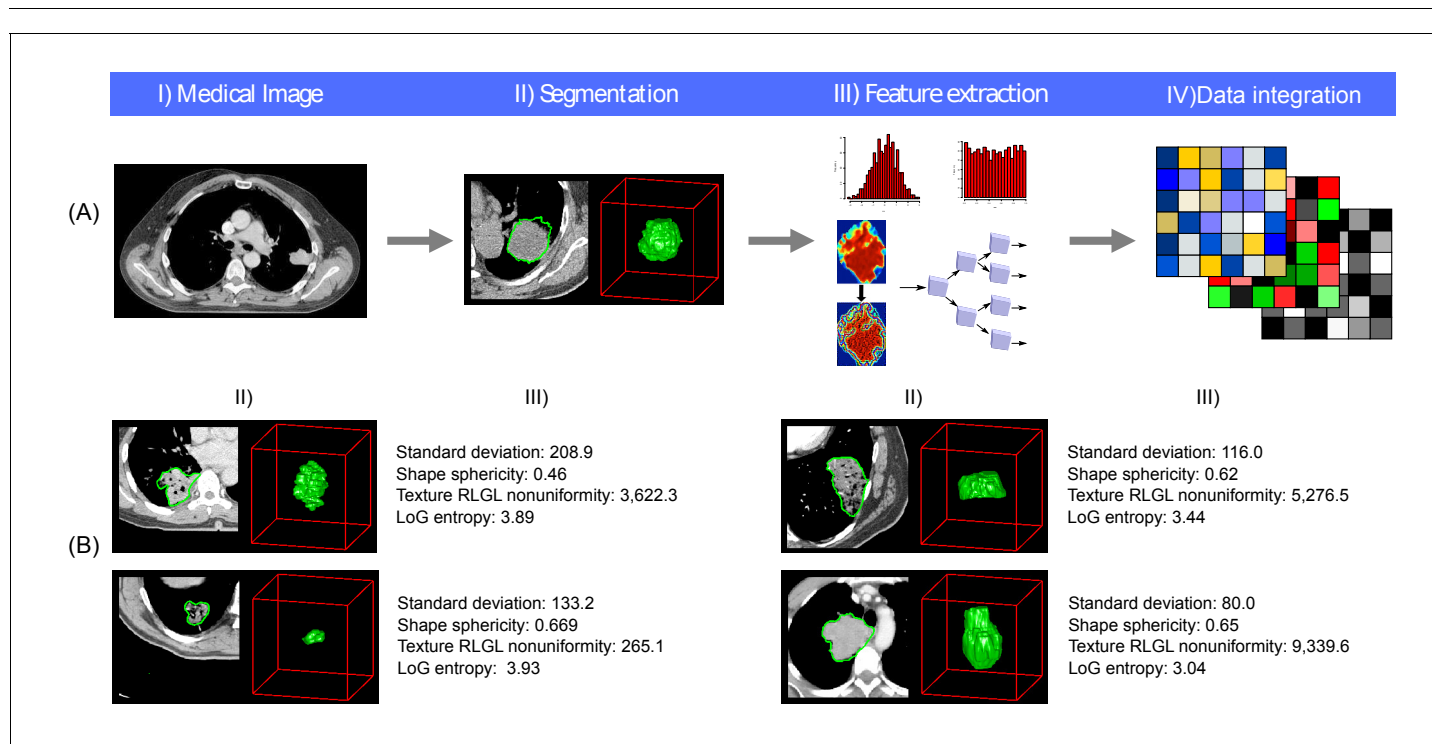 I) Medical Image
II) Segmentation
III) Feature extraction
IV)Data integration
(A)
II)
III)
II)
III)
(B)
Standard deviation: 208.9
Shape sphericity: 0.46
Texture RLGL nonuniformity: 3,622.3
LoG entropy: 3.89
Standard deviation: 116.0
Shape sphericity: 0.62
Texture RLGL nonuniformity: 5,276.5
LoG entropy: 3.44
Standard deviation: 133.2
Shape sphericity: 0.669
Texture RLGL nonuniformity: 265.1
LoG entropy:  3.93
Standard deviation: 80.0
Shape sphericity: 0.65
Texture RLGL nonuniformity: 9,339.6
LoG entropy: 3.04